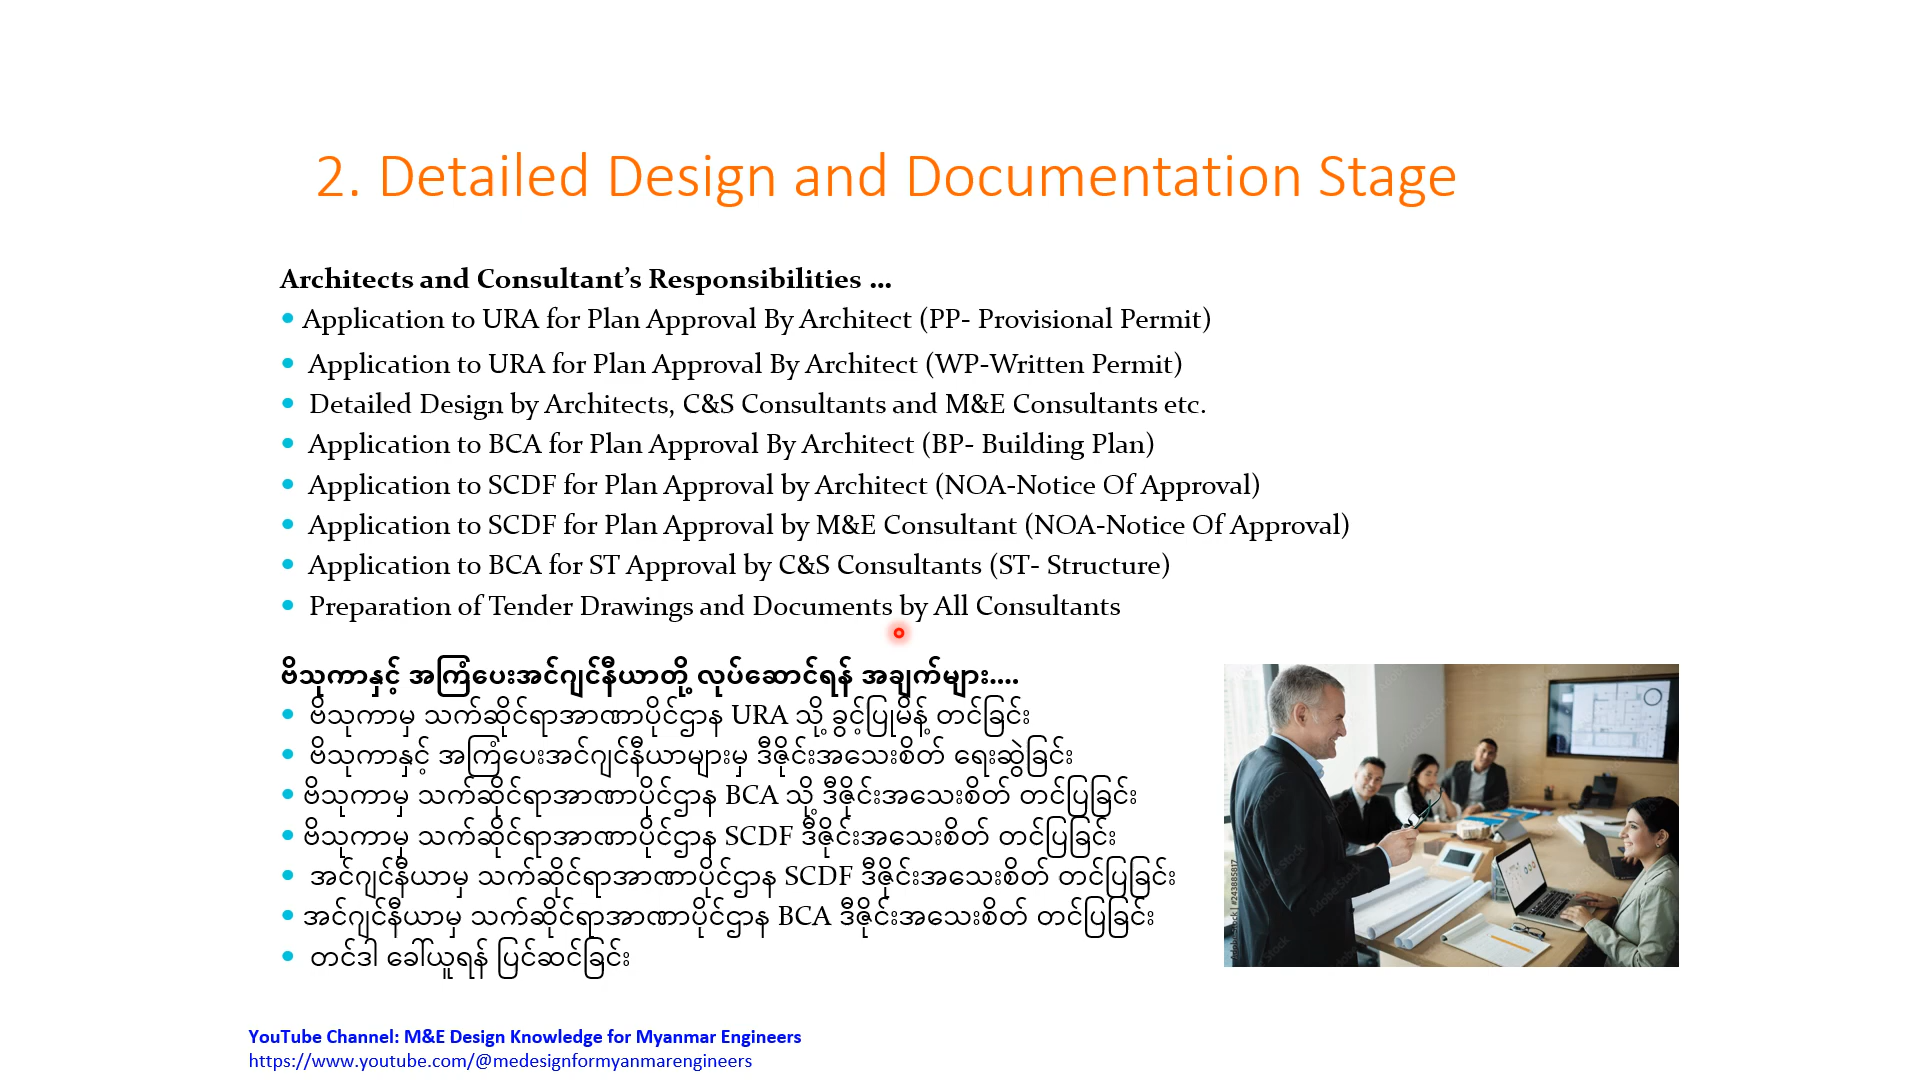 2. Detailed Design and Documentation Stage
Architects and Consultant’s Responsibilities …
• Application to URA for Plan Approval By Architect (PP- Provisional Permit)
• Application to URA for Plan Approval By Architect (WP-Written Permit)
• Detailed Design by Architects, C&S Consultants and M&E Consultants etc.
• Application to BCA for Plan Approval By Architect (BP- Building Plan)
• Application to SCDF for Plan Approval by Architect (NOA-Notice Of Approval)
• Application to SCDF for Plan Approval by M&E Consultant (NOA-Notice Of Approval)
• Application to BCA for ST Approval by C&S Consultants (ST- Structure)
• Preparation of Tender Drawings and Documents by All Consultants
ဗိသုကာနှင့် အကြံပေးအင်ဂျင်နီယာတို့ လုပ်ဆောင်ရန် အချက်များ....
• ဗိသုကာမှ သက်ဆိုင်ရာအာဏာပိုင်ဌာန URA သို့ ခွင့်ပြုမိန့် တင်ခြင်း
• ဗိသုကာနှင့် အကြံပေးအင်ဂျင်နီယာများမှ ဒီဇိုင်းအသေးစိတ် ရေးဆွဲခြင်း
• ဗိသုကာမှ သက်ဆိုင်ရာအာဏာပိုင်ဌာန BCA သို့ ဒီဇိုင်းအသေးစိတ် တင်ပြခြင်း
• ဗိသုကာမှ သက်ဆိုင်ရာအာဏာပိုင်ဌာန SCDF ဒီဇိုင်းအသေးစိတ် တင်ပြခြင်း
• အင်ဂျင်နီယာမှ သက်ဆိုင်ရာအာဏာပိုင်ဌာန SCDF ဒီဇိုင်းအသေးစိတ် တင်ပြခြင်း
• အင်ဂျင်နီယာမှ သက်ဆိုင်ရာအာဏာပိုင်ဌာန BCA ဒီဇိုင်းအသေးစိတ် တင်ပြခြင်း
• တင်ဒါ ခေါ်ယူရန် ပြင်ဆင်ခြင်း
Adobe Stock | #243885817
YouTube Channel: M&E Design Knowledge for Myanmar Engineers
https://www.youtube.com/@medesignformyanmarengineers